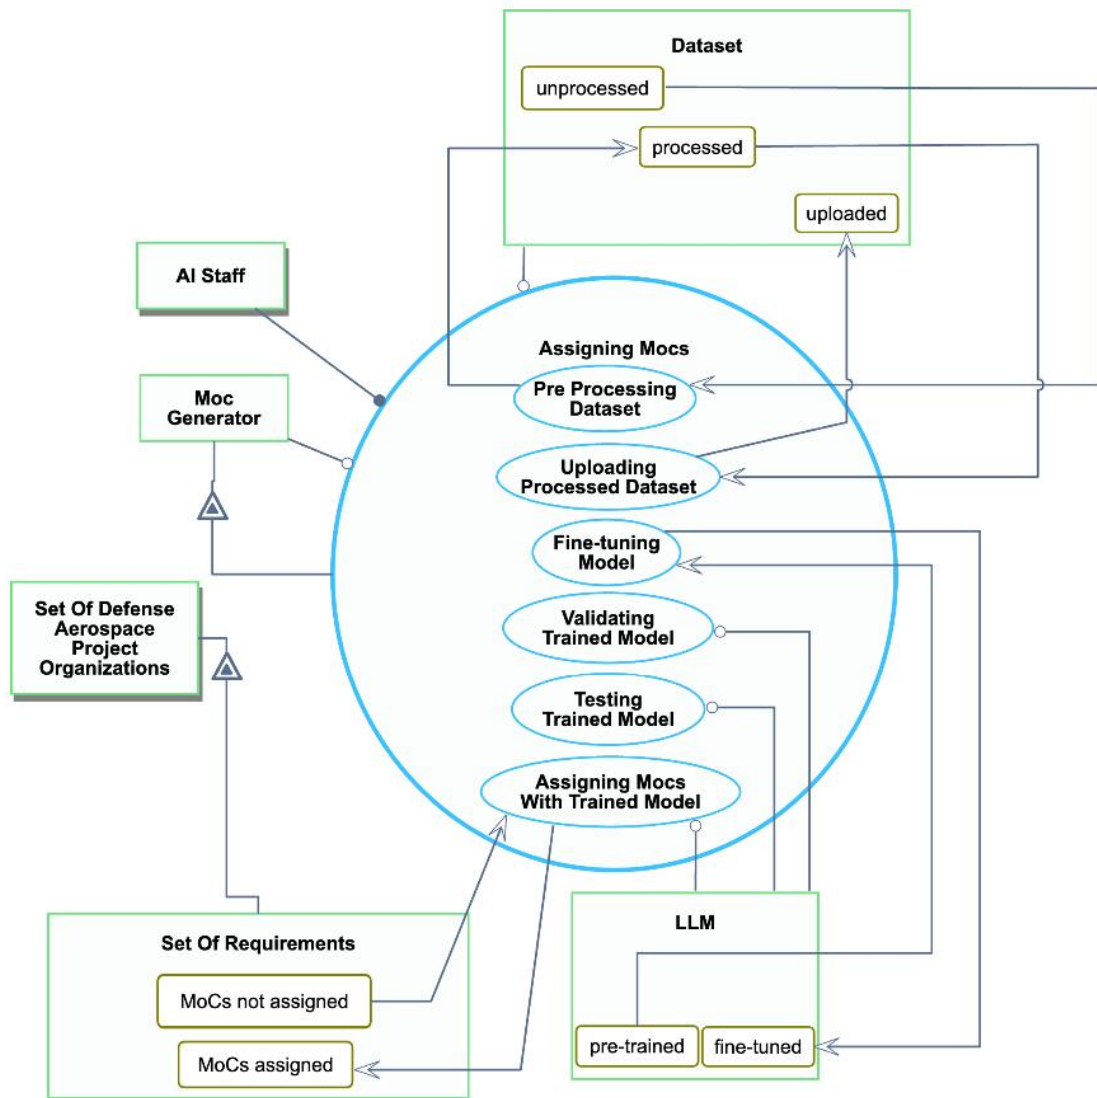 Dataset
unprocessed
processed
uploaded
AI Staff
Assigning Mocs
Pre Processing
Dataset
Moc
Generator
Uploading
Processed Dataset
Fine-tuning
Model
Set Of Defense
Aerospace
Project
Organizations
Validating
Trained Model
Testing
Trained Model
Assigning Mocs
With Trained Model
Set Of Requirements
MoCs not assigned
MoCs assigned
LLM
pre-trained
fine-tuned